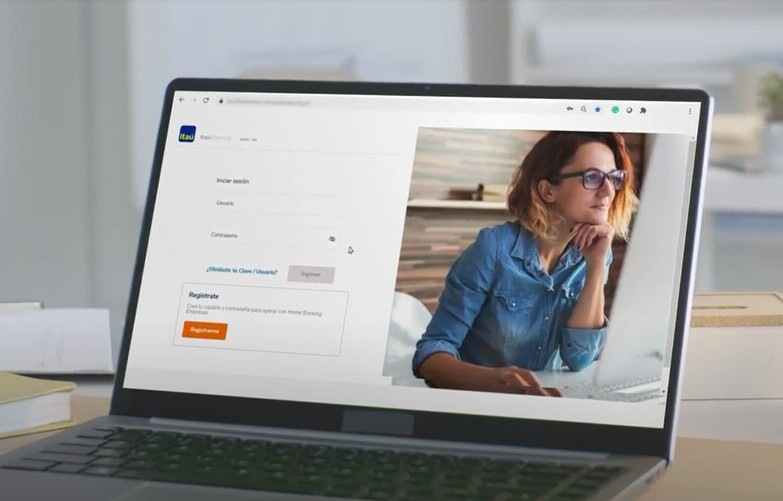 Itaú
Itaú
Iniciar sesión
Usuario
Contraseña
¿Olvidaste tu Clave / Usuario?
Ingresar
Registrate
Creá tu usuario y contraseña para operar con Home Banking
Empresas.
Registrarme